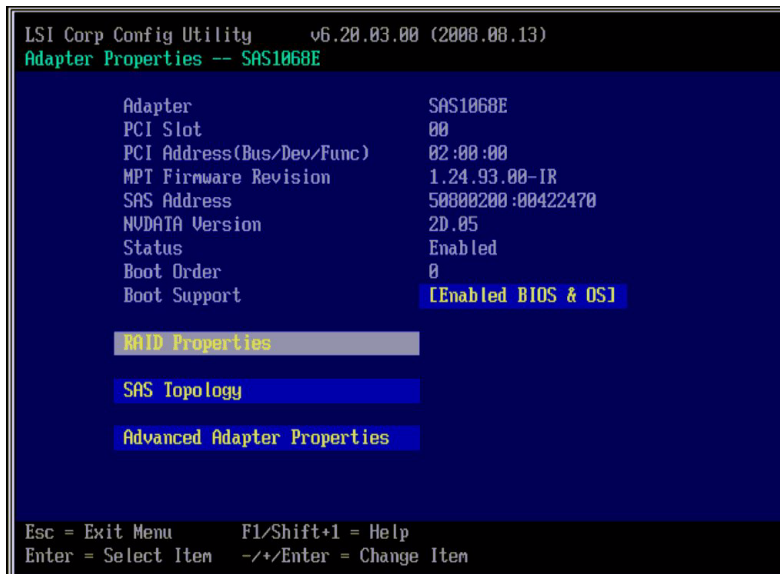 LSI Corp Config Utility v6.20.03.00 (2008.08.13)
Adapter Properties -- SAS1068E
Adapter SAS1068E
PCI Slot 00
PCI Address(Bus/Dev/Func) 02:00:00
MPT Firmware Revision 1.24.93.00-IR
SAS Address 50800200:00422470
NVDATA Version 2D.05
Status Enabled
Boot Order 0
Boot Support [Enabled BIOS & OS]
RAID Properties
SAS Topology
Advanced Adapter Properties
Esc = Exit Menu F1/Shift+1 = Help
Enter = Select Item -/+/Enter = Change Item